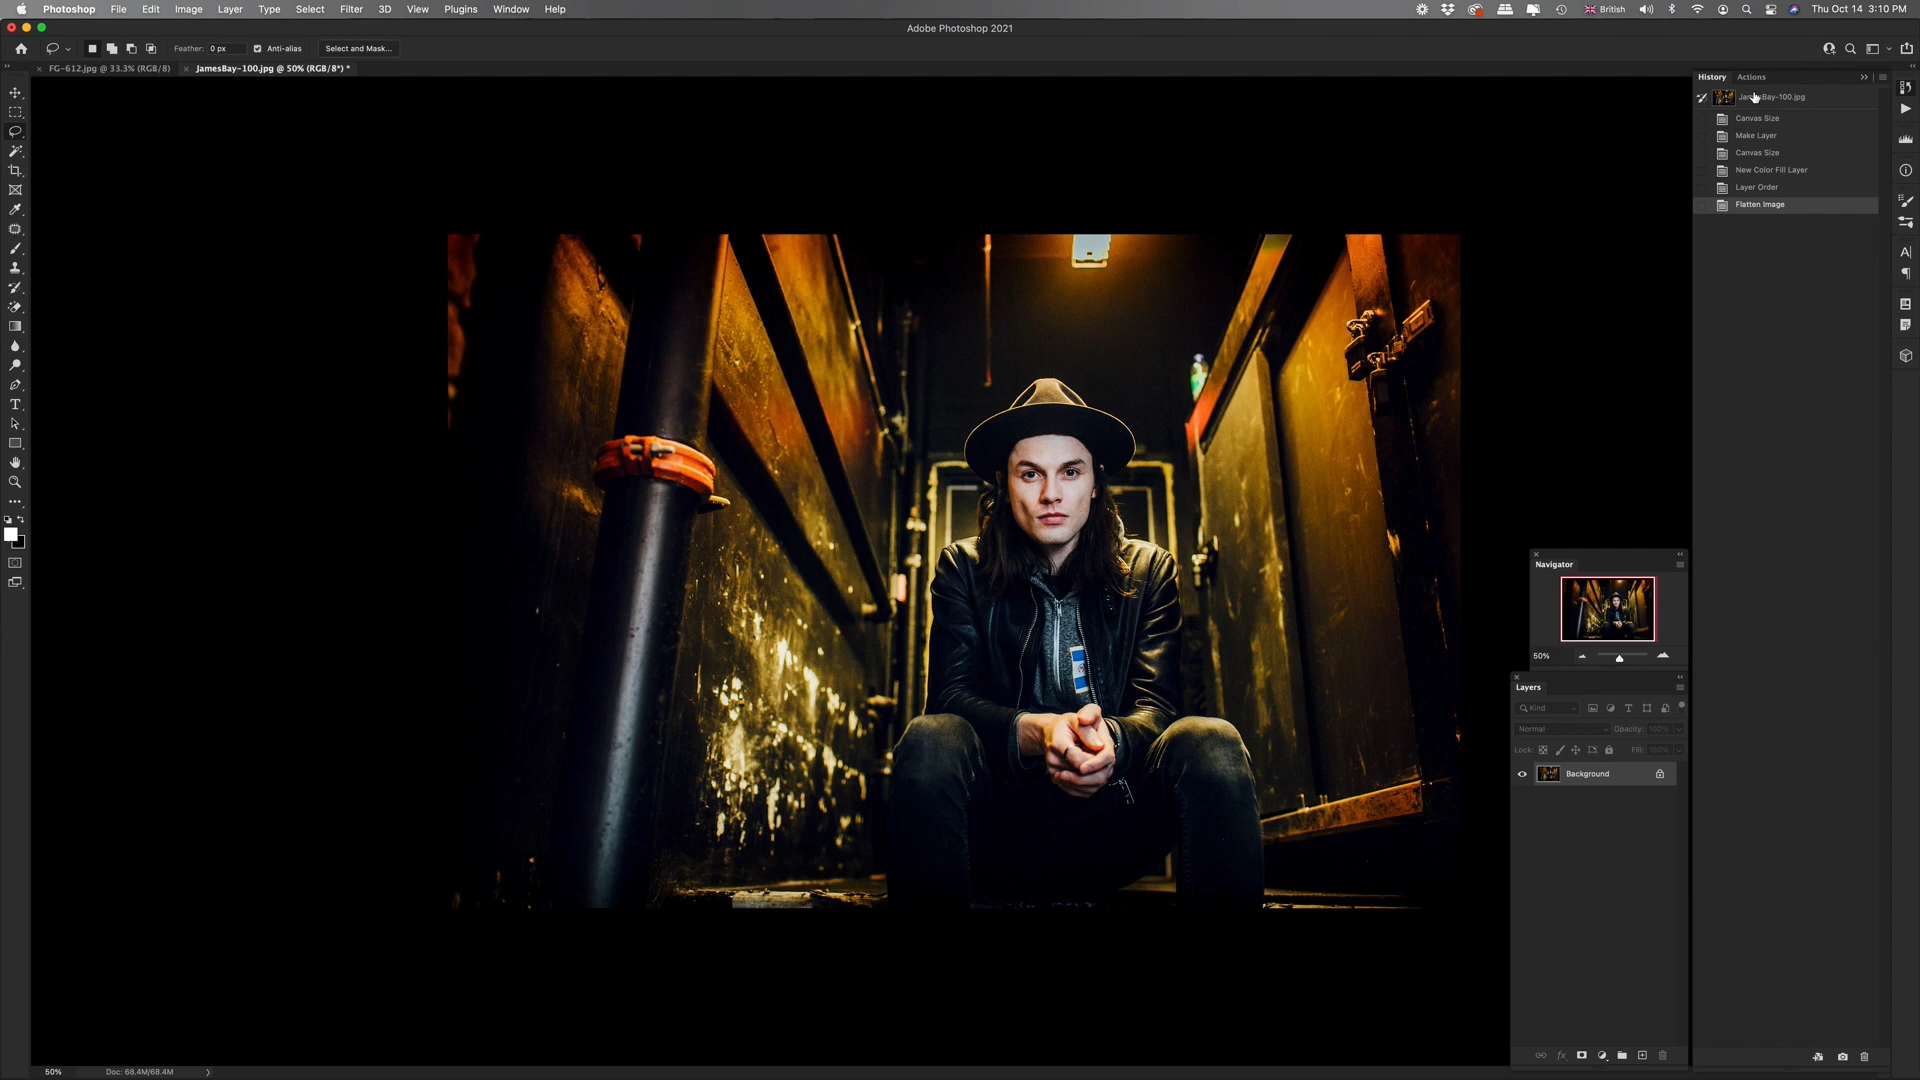 Photoshop File Edit Image Layer Type Select Filter 3D View Plugins Window Help British Thu Oct 14 3:10 PM
Adobe Photoshop 2021
Feather: 0 px Anti-alias Select and Mask...
FG-612.jpg @ 33.3% (RGB/8) JamesBay-100.jpg @ 50% (RGB/8*) *
History Actions
JamesBay-100.jpg
Canvas Size
Make Layer
Canvas Size
New Color Fill Layer
Layer Order
Flatten Image
Navigator
50%
Layers
Kind
Normal Opacity: 100%
Lock: Fill: 100%
Background
50% Doc: 68.4M/68.4M